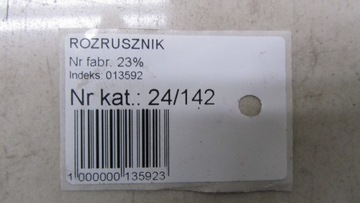 ROZRUSZNIK
Nr fabr. 23%
Indeks: 013592
Nr kat.: 24/142
1 000000 135923